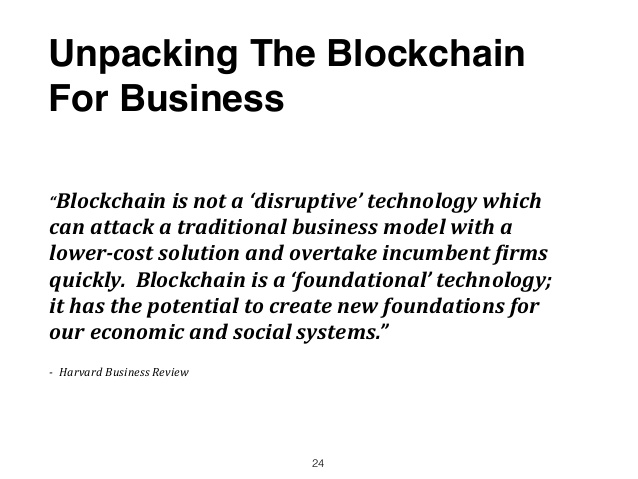 Unpacking The Blockchain
For Business
“Blockchain is not a ‘disruptive’ technology which
can attack a traditional business model with a
lower-cost solution and overtake incumbent firms
quickly.  Blockchain is a ‘foundational’ technology;
it has the potential to create new foundations for
our economic and social systems.”
- Harvard Business Review
24